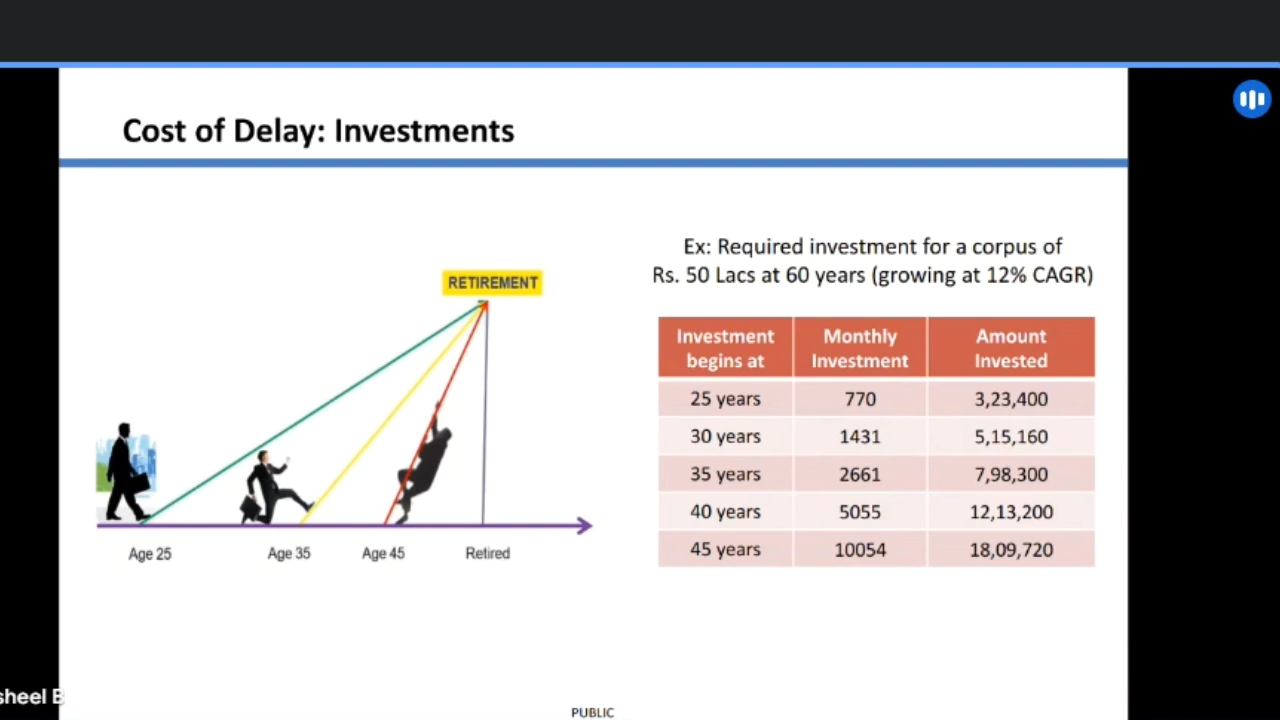 Cost of Delay: Investments
RETIREMENT
Age 25
Age 35
Age 45
Retired
Ex: Required investment for a corpus of
Rs. 50 Lacs at 60 years (growing at 12% CAGR)
Investment begins at Monthly Investment Amount Invested
25 years 770 3,23,400
30 years 1431 5,15,160
35 years 2661 7,98,300
40 years 5055 12,13,200
45 years 10054 18,09,720
sheel B
PUBLIC